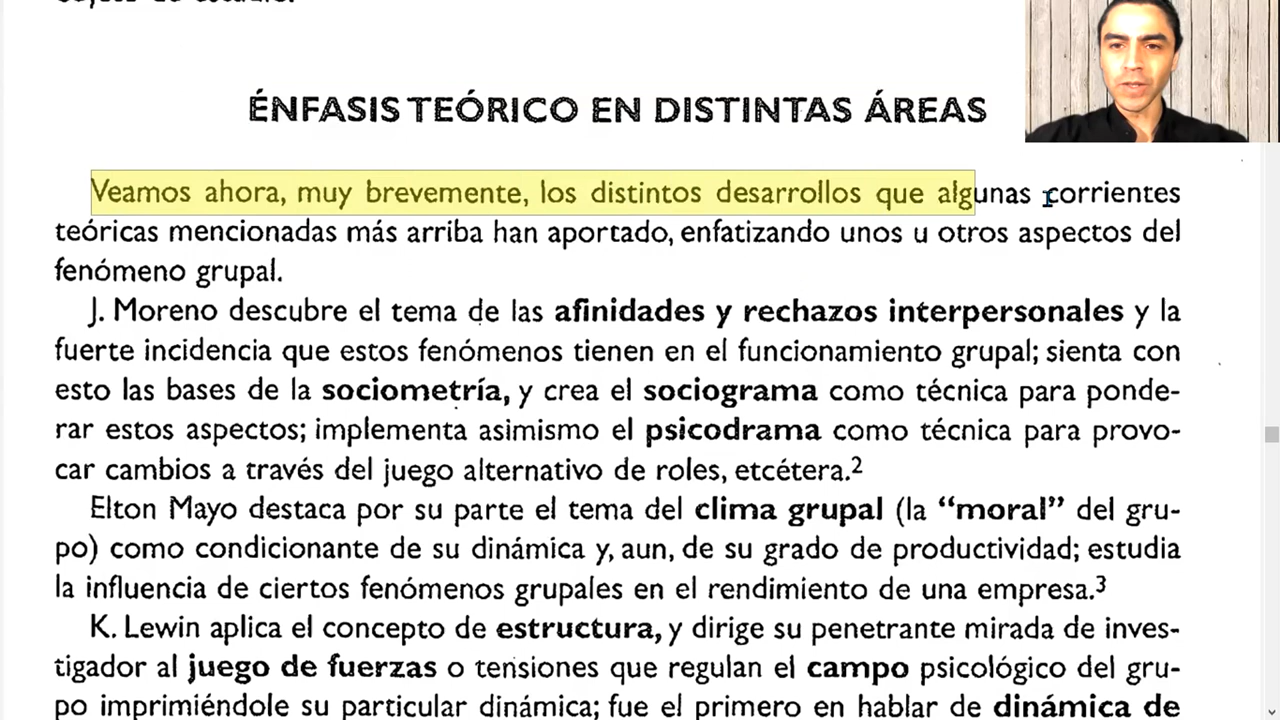 ÉNFASIS TEÓRICO EN DISTINTAS ÁREAS
Veamos ahora, muy brevemente, los distintos desarrollos que algunas corrientes
teóricas mencionadas más arriba han aportado, enfatizando unos u otros aspectos del
fenómeno grupal.
J. Moreno descubre el tema de las afinidades y rechazos interpersonales y la
fuerte incidencia que estos fenómenos tienen en el funcionamiento grupal; sienta con
esto las bases de la sociometría, y crea el sociograma como técnica para ponde-
rar estos aspectos; implementa asimismo el psicodrama como técnica para provo-
car cambios a través del juego alternativo de roles, etcétera.2
Elton Mayo destaca por su parte el tema del clima grupal (la “moral” del gru-
po) como condicionante de su dinámica y, aun, de su grado de productividad; estudia
la influencia de ciertos fenómenos grupales en el rendimiento de una empresa.3
K. Lewin aplica el concepto de estructura, y dirige su penetrante mirada de inves-
tigador al juego de fuerzas o tensiones que regulan el campo psicológico del gru-
po imprimiéndole su particular dinámica; fue el primero en hablar de dinámica de